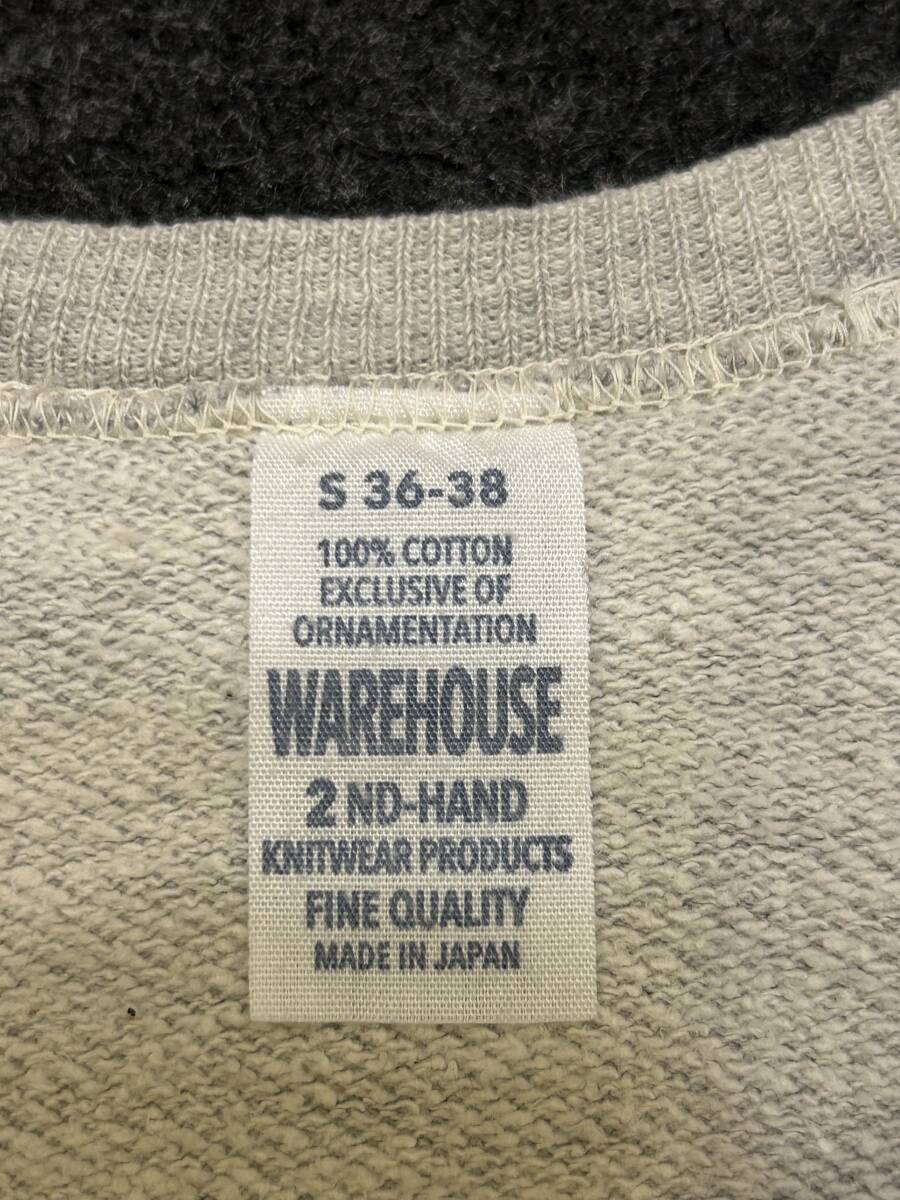 S 36-38
100% COTTON
EXCLUSIVE OF
ORNAMENTATION
WAREHOUSE
2 ND-HAND
KNITWEAR PRODUCTS
FINE QUALITY
MADE IN JAPAN